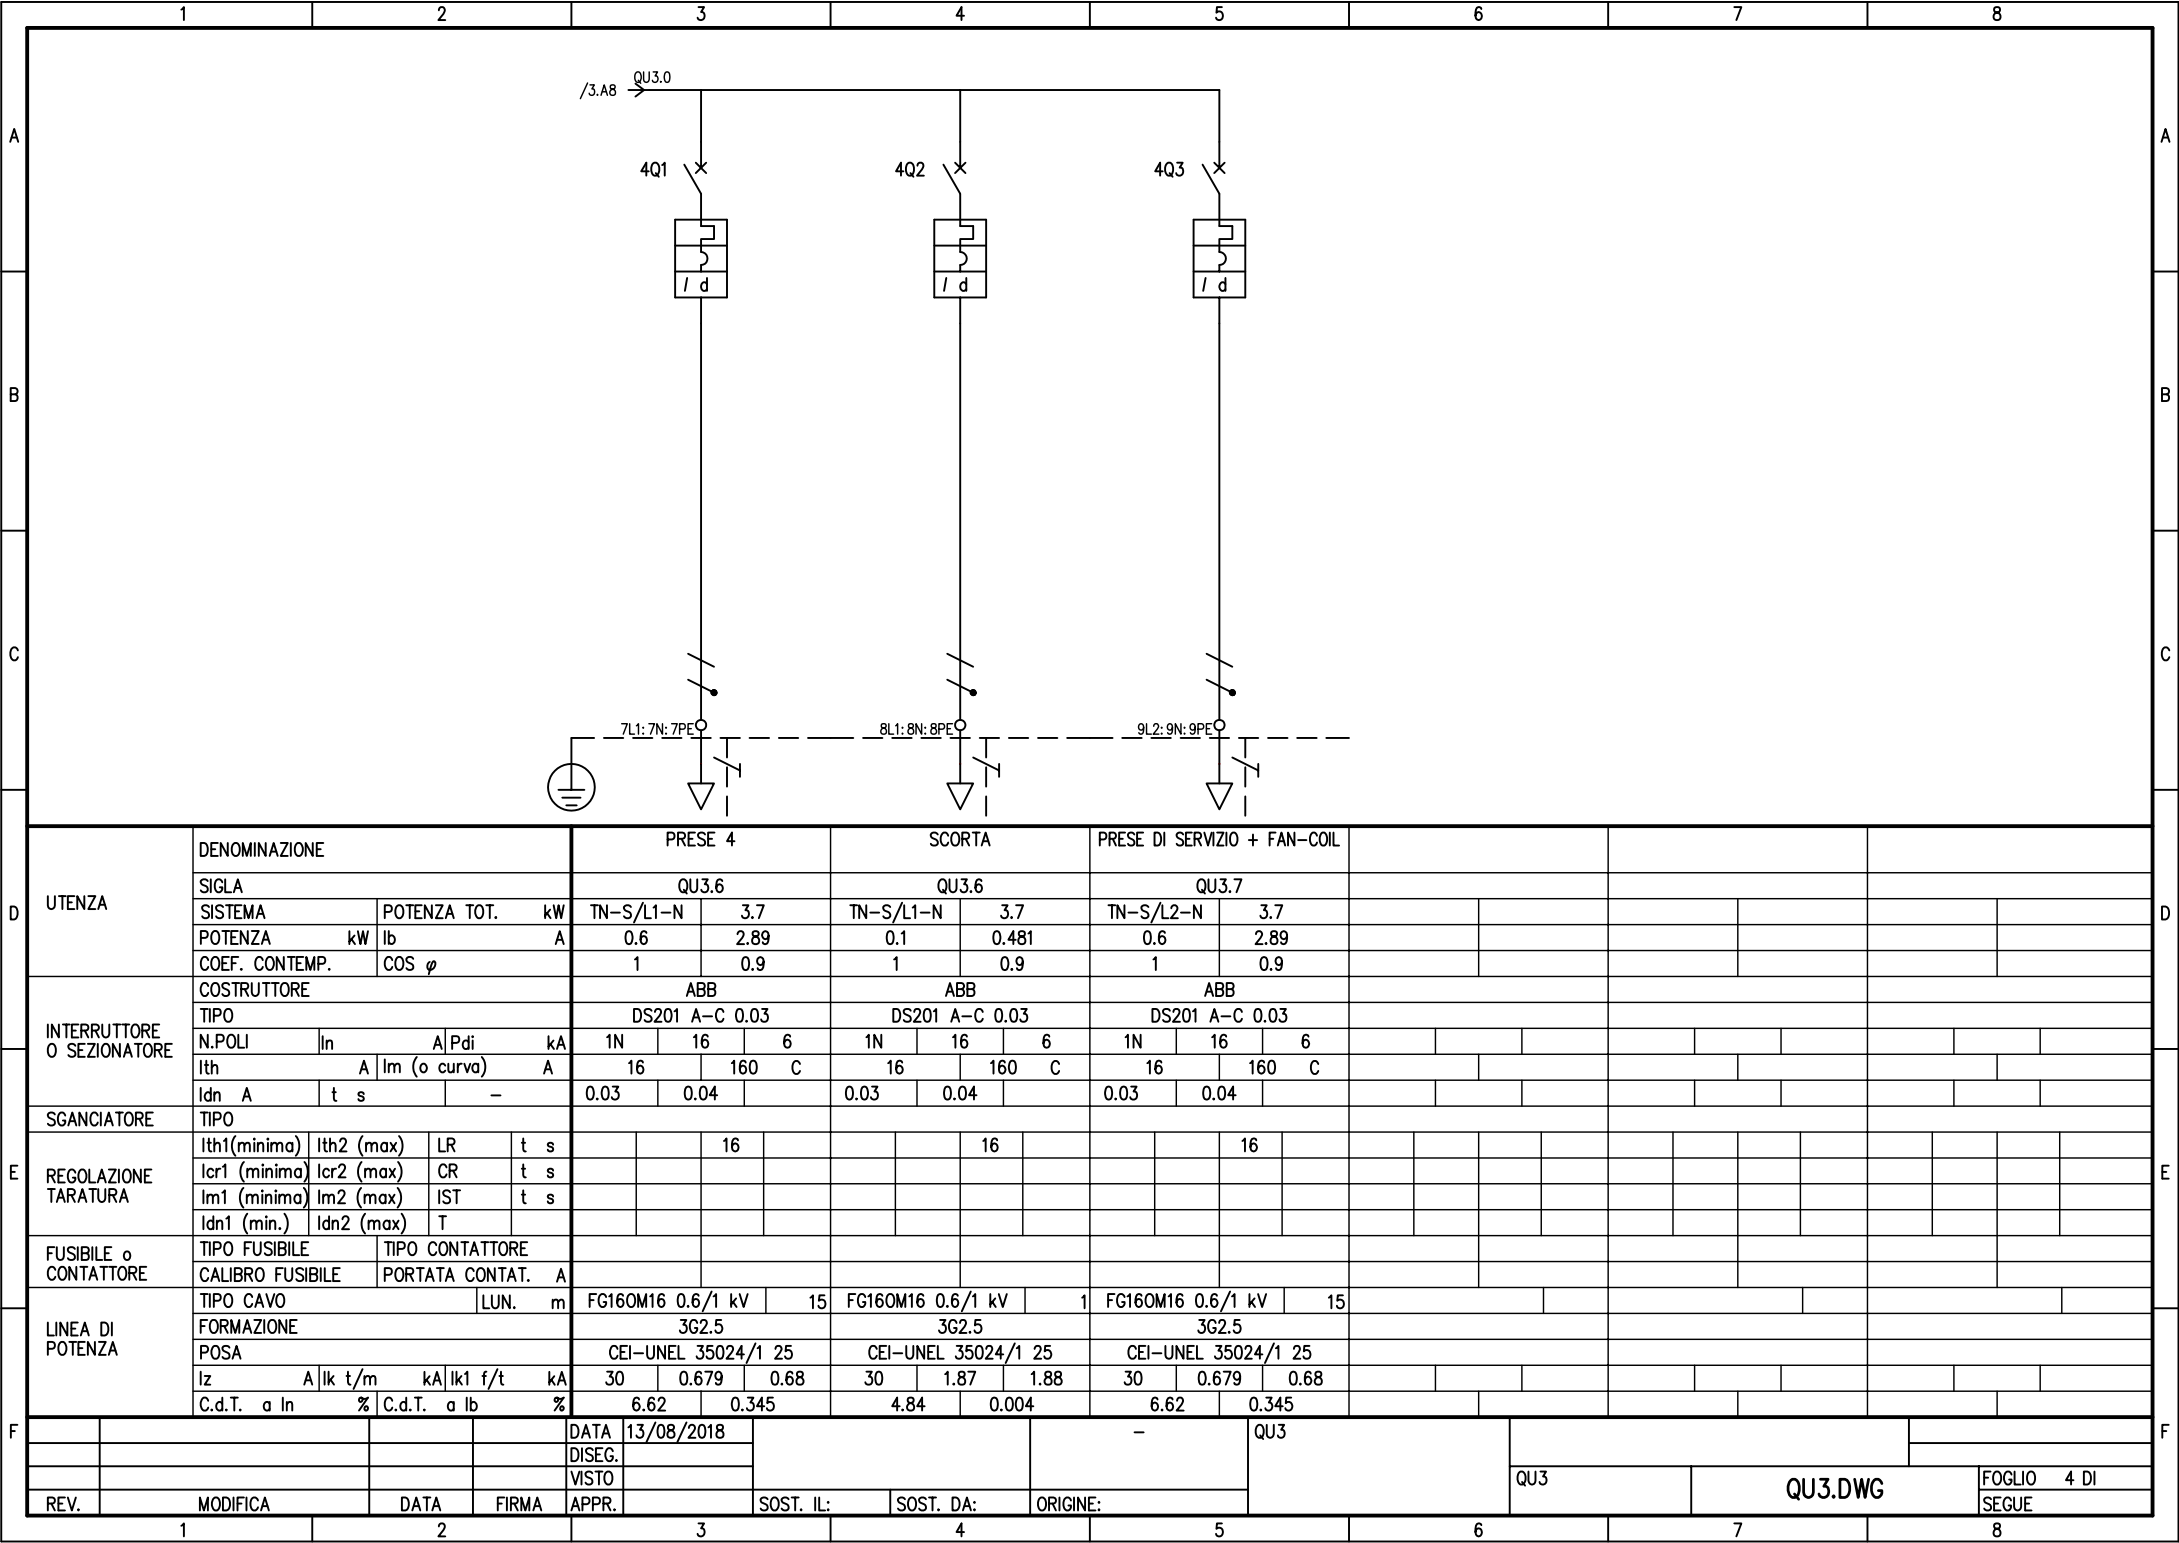 1 2 3 4 5 6 7 8
QU3.0
/3.A8
A A
4Q1 4Q2 4Q3
I d I d I d
B B
C C
7L1:7N:7PE 8L1:8N:8PE 9L2:9N:9PE
UTENZA
DENOMINAZIONE PRESE 4 SCORTA PRESE DI SERVIZIO + FAN-COIL
SIGLA QU3.6 QU3.6 QU3.7
D D
SISTEMA POTENZA TOT. kW TN-S/L1-N 3.7 TN-S/L1-N 3.7 TN-S/L2-N 3.7
POTENZA kW Ib A 0.6 2.89 0.1 0.481 0.6 2.89
COEF. CONTEMP. COS φ 1 0.9 1 0.9 1 0.9
INTERRUTTORE
O SEZIONATORE
COSTRUTTORE ABB ABB ABB
TIPO DS201 A-C 0.03 DS201 A-C 0.03 DS201 A-C 0.03
N.POLI In A Pdi kA 1N 16 6 1N 16 6 1N 16 6
Ith A Im (o curva) A 16 160 C 16 160 C 16 160 C
Idn A t s - 0.03 0.04 0.03 0.04 0.03 0.04
SGANCIATORE TIPO
E E
REGOLAZIONE
TARATURA
Ith1(minima) Ith2 (max) LR t s 16 16 16
Icr1 (minima) Icr2 (max) CR t s
Im1 (minima) Im2 (max) IST t s
Idn1 (min.) Idn2 (max) T
FUSIBILE o
CONTATTORE
TIPO FUSIBILE TIPO CONTATTORE
CALIBRO FUSIBILE PORTATA CONTAT. A
LINEA DI
POTENZA
TIPO CAVO LUN. m FG16OM16 0.6/1 kV 15 FG16OM16 0.6/1 kV 1 FG16OM16 0.6/1 kV 15
FORMAZIONE 3G2.5 3G2.5 3G2.5
POSA CEI-UNEL 35024/1 25 CEI-UNEL 35024/1 25 CEI-UNEL 35024/1 25
Iz A Ik t/m kA Ik1 f/t kA 30 0.679 0.68 30 1.87 1.88 30 0.679 0.68
C.d.T. a In % C.d.T. a Ib % 6.62 0.345 4.84 0.004 6.62 0.345
F F
DATA 13/08/2018 - QU3
DISEG.
VISTO QU3 QU3.DWG FOGLIO 4 DI
REV. MODIFICA DATA FIRMA APPR. SOST. IL: SOST. DA: ORIGINE: SEGUE
1 2 3 4 5 6 7 8